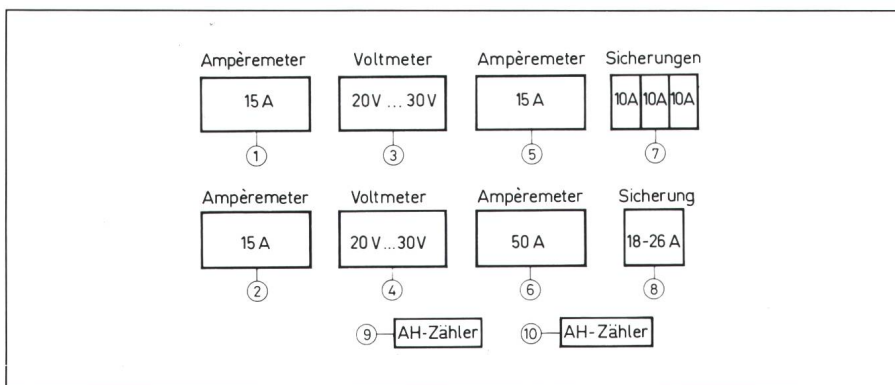 Ampèremeter Voltmeter Ampèremeter Sicherungen
15 A 20 V ... 30 V 15 A 10A 10A 10A
1 3 5 7
Ampèremeter Voltmeter Ampèremeter Sicherung
15 A 20 V ... 30V 50 A 18-26 A
2 4 6 8
9 AH-Zähler 10 AH-Zähler